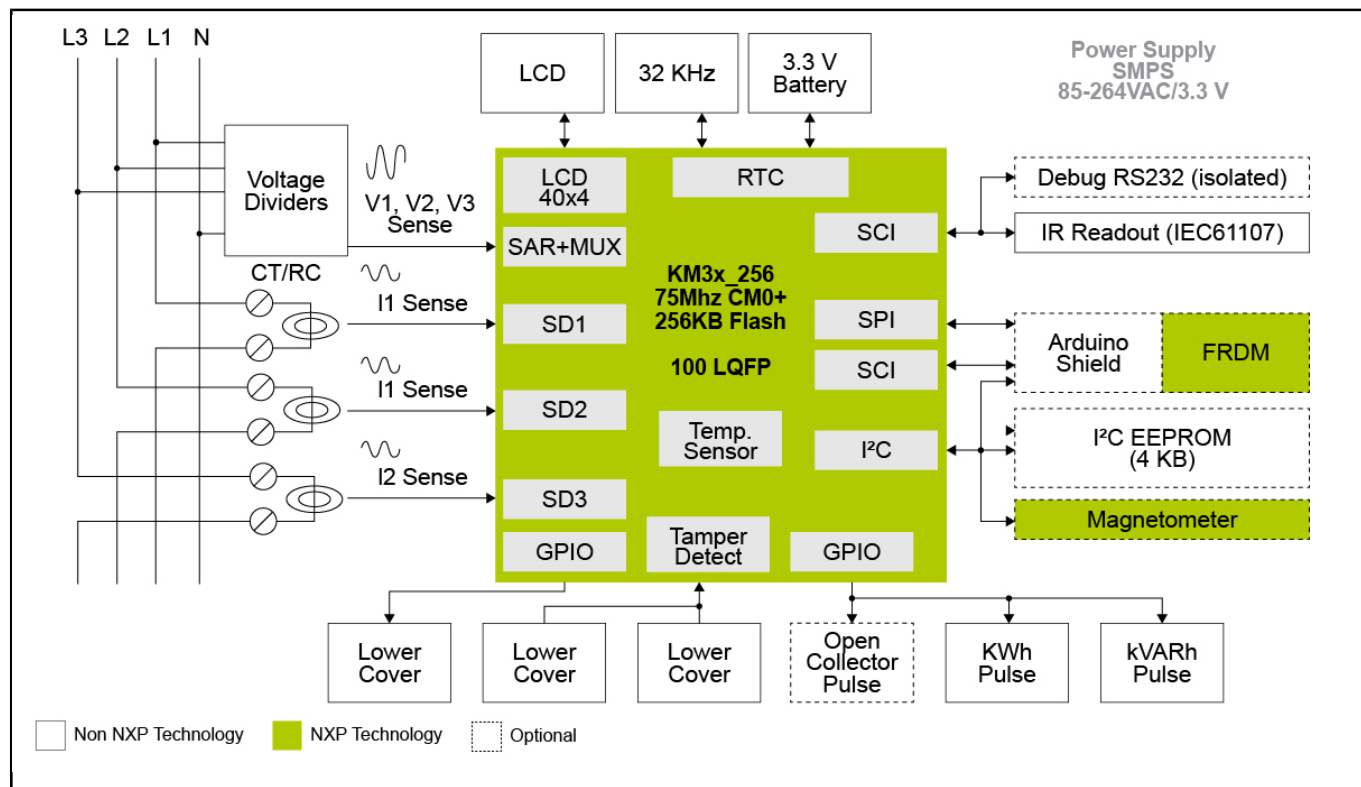 L3 L2 L1 N
LCD
32 KHz
3.3 V
Battery
Power Supply
SMPS
85-264VAC/3.3 V
Voltage
Dividers
V1, V2, V3
Sense
LCD
40x4
RTC
SAR+MUX
SCI
Debug RS232 (isolated)
IR Readout (IEC61107)
CT/RC
I1 Sense
SD1
KM3x_256
75Mhz CM0+
256KB Flash
100 LQFP
SPI
SCI
Arduino
Shield
FRDM
I1 Sense
SD2
Temp.
Sensor
I²C
I²C EEPROM
(4 KB)
I2 Sense
SD3
Magnetometer
GPIO
Tamper
Detect
GPIO
Lower
Cover
Lower
Cover
Lower
Cover
Open
Collector
Pulse
KWh
Pulse
kVARh
Pulse
Non NXP Technology
NXP Technology
Optional